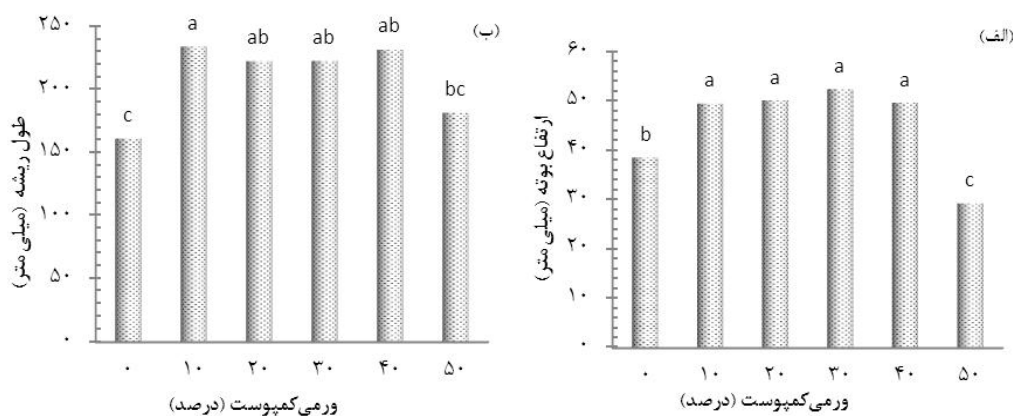 (الف)
ارتفاع بوته (میلی متر)
۶۰
۵۰
۴۰
۳۰
۲۰
۱۰
۰
b
a
a
a
a
c
۰ ۱۰ ۲۰ ۳۰ ۴۰ ۵۰
ورمی‌کمپوست (درصد)
(ب)
طول ریشه (میلی متر)
۲۵۰
۲۰۰
۱۵۰
۱۰۰
۵۰
۰
c
a
ab
ab
ab
bc
۰ ۱۰ ۲۰ ۳۰ ۴۰ ۵۰
ورمی‌کمپوست (درصد)